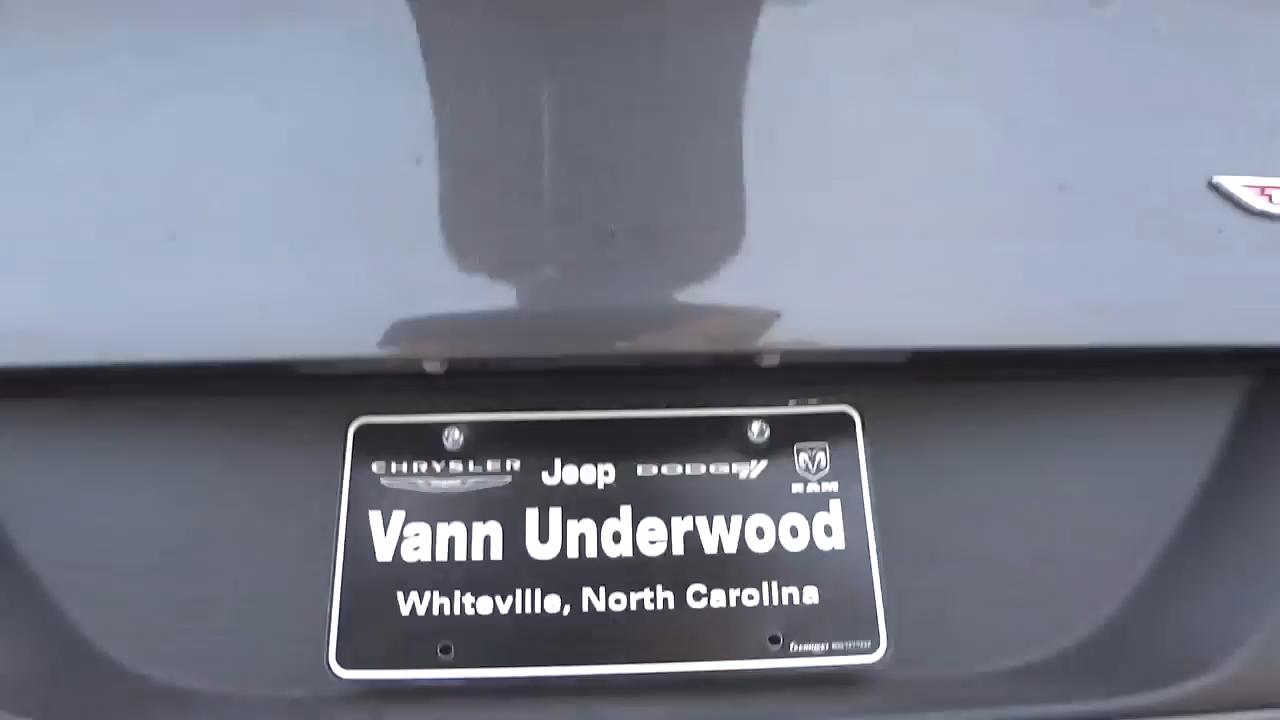 CHRYSLER Jeep DODGE RAM
Vann Underwood
Whiteville, North Carolina